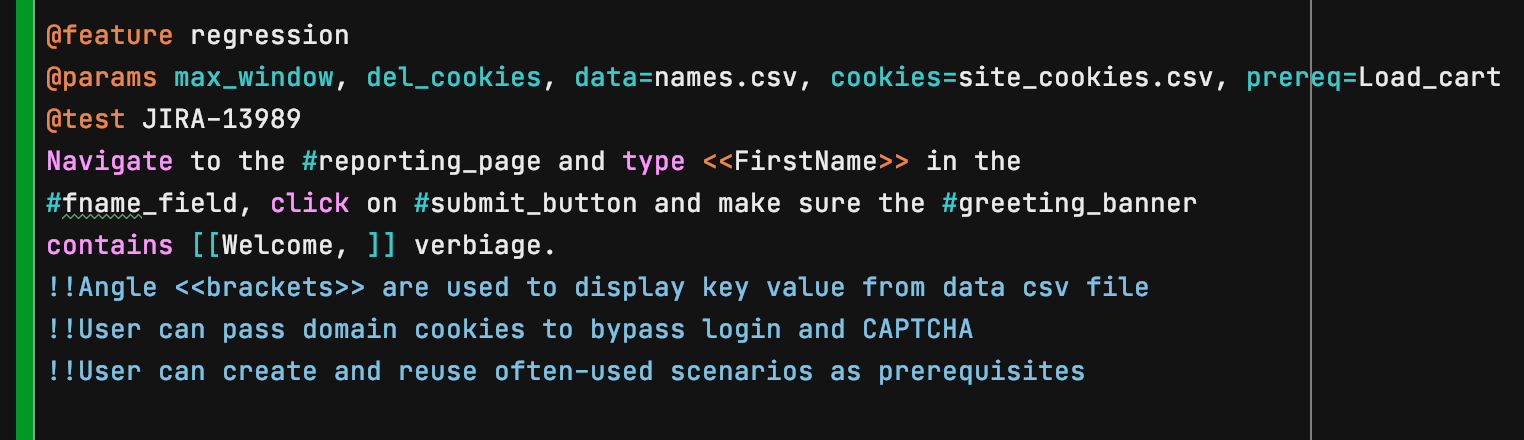 @feature regression
@params max_window, del_cookies, data=names.csv, cookies=site_cookies.csv, prereq=Load_cart
@test JIRA-13989
Navigate to the #reporting_page and type <<FirstName>> in the
#fname_field, click on #submit_button and make sure the #greeting_banner
contains [[Welcome, ]] verbiage.
!!Angle <<brackets>> are used to display key value from data csv file
!!User can pass domain cookies to bypass login and CAPTCHA
!!User can create and reuse often-used scenarios as prerequisites